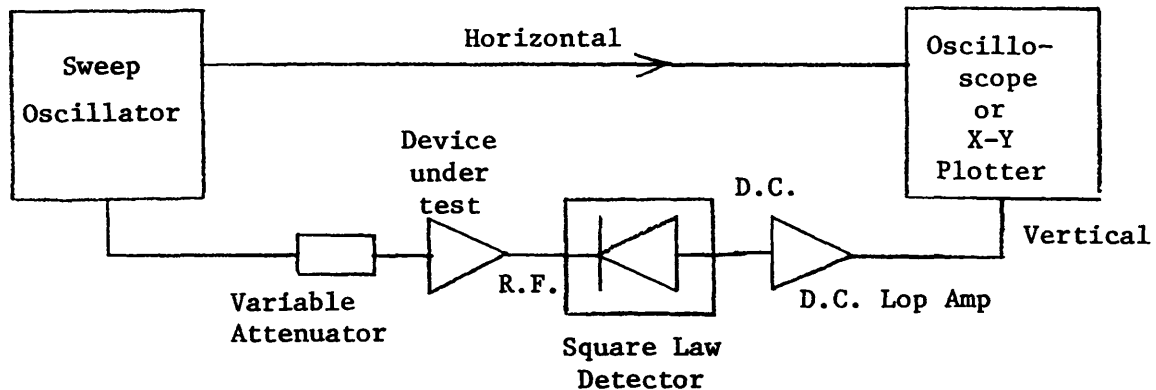 Horizontal
Sweep
Oscillator
Oscillo-
scope
or
X-Y
Plotter
Device
under
test
D.C.
Vertical
R.F.
Variable
Attenuator
D.C. Lop Amp
Square Law
Detector